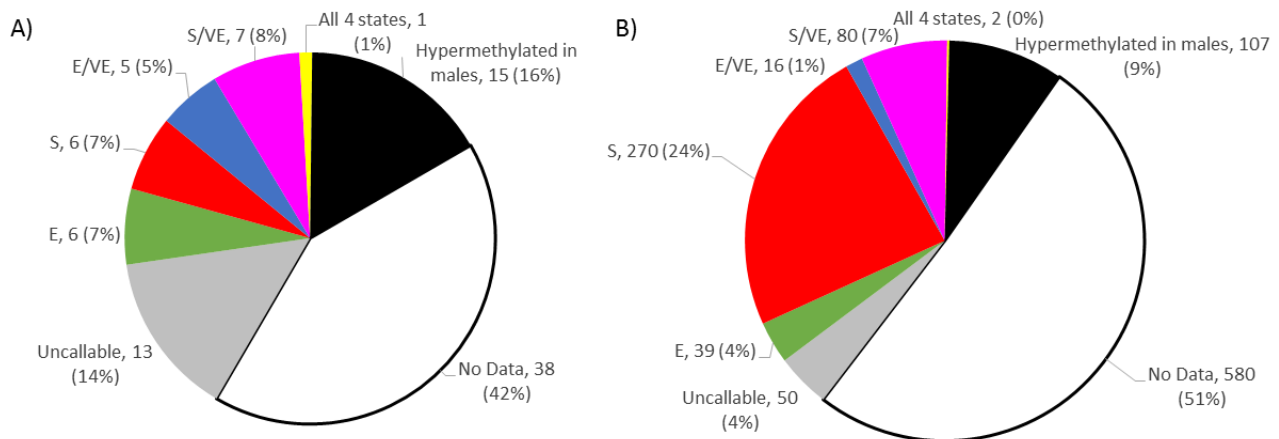 A)
All 4 states, 1
(1%)
S/VE, 7 (8%)
Hypermethylated in
males, 15 (16%)
E/VE, 5 (5%)
S, 6 (7%)
E, 6 (7%)
Uncallable, 13
(14%)
No Data, 38
(42%)
B)
All 4 states, 2 (0%)
S/VE, 80 (7%)
Hypermethylated in males, 107
(9%)
E/VE, 16 (1%)
S, 270 (24%)
E, 39 (4%)
Uncallable, 50
(4%)
No Data, 580
(51%)